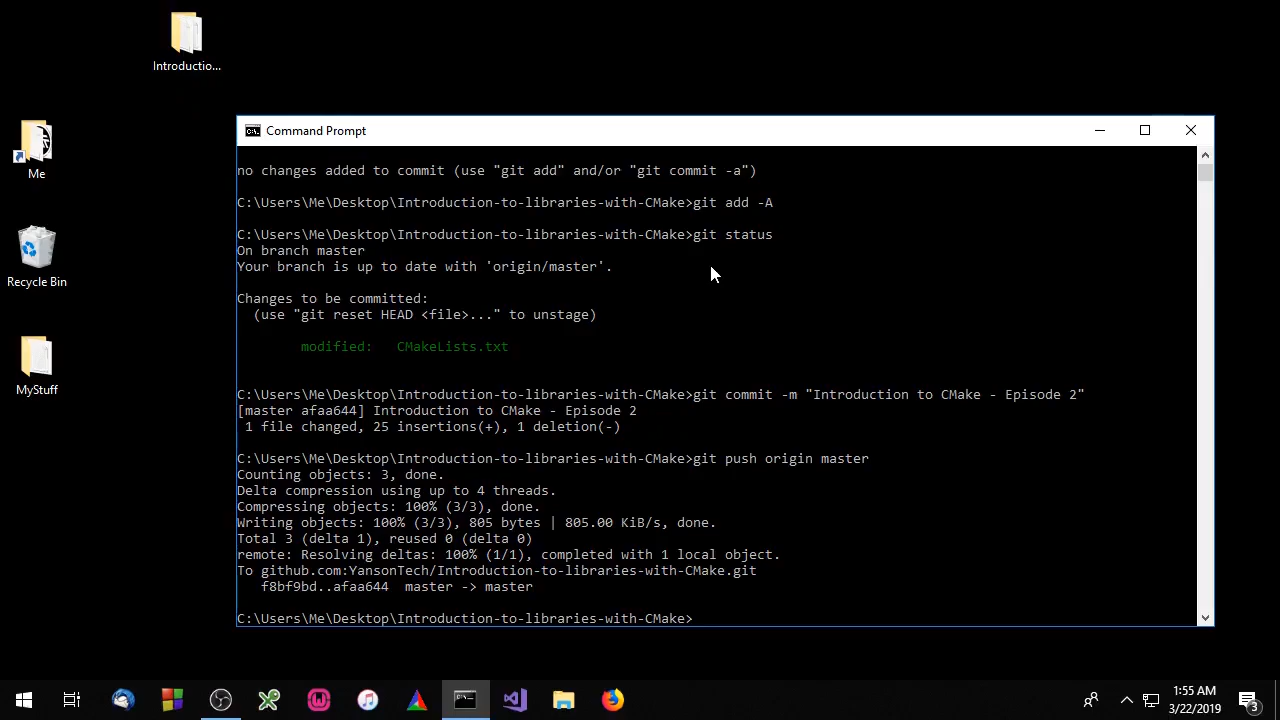 Introductio...
Me
Recycle Bin
MyStuff
Command Prompt
no changes added to commit (use "git add" and/or "git commit -a")
C:\Users\Me\Desktop\Introduction-to-libraries-with-CMake>git add -A
C:\Users\Me\Desktop\Introduction-to-libraries-with-CMake>git status
On branch master
Your branch is up to date with 'origin/master'.
Changes to be committed:
  (use "git reset HEAD <file>..." to unstage)
        modified:   CMakeLists.txt
C:\Users\Me\Desktop\Introduction-to-libraries-with-CMake>git commit -m "Introduction to CMake - Episode 2"
[master afaa644] Introduction to CMake - Episode 2
 1 file changed, 25 insertions(+), 1 deletion(-)
C:\Users\Me\Desktop\Introduction-to-libraries-with-CMake>git push origin master
Counting objects: 3, done.
Delta compression using up to 4 threads.
Compressing objects: 100% (3/3), done.
Writing objects: 100% (3/3), 805 bytes | 805.00 KiB/s, done.
Total 3 (delta 1), reused 0 (delta 0)
remote: Resolving deltas: 100% (1/1), completed with 1 local object.
To github.com:YansonTech/Introduction-to-libraries-with-CMake.git
   f8bf9bd..afaa644  master -> master
C:\Users\Me\Desktop\Introduction-to-libraries-with-CMake>
1:55 AM
3/22/2019
3